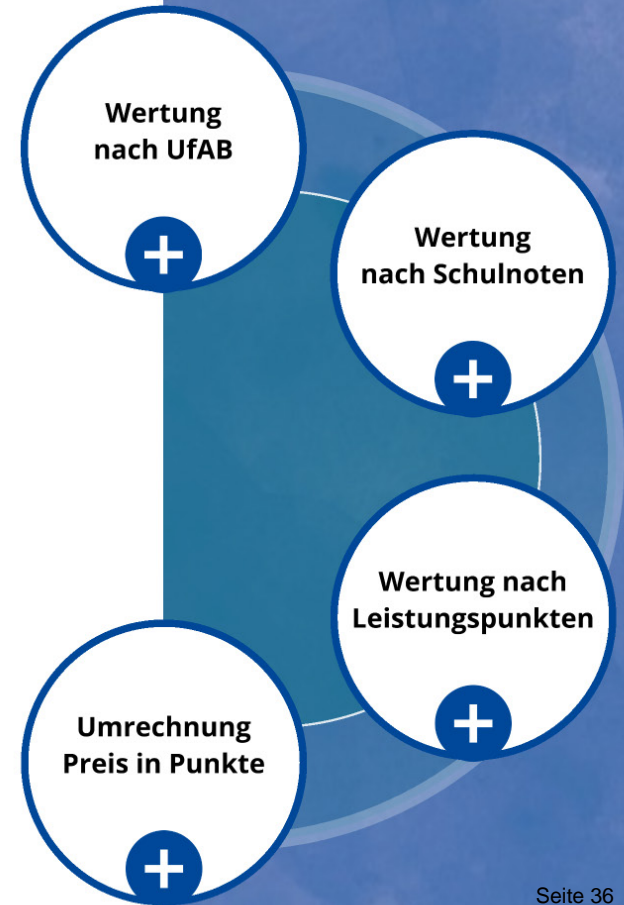 Wertung
nach UfAB
Wertung
nach Schulnoten
Wertung nach
Leistungspunkten
Umrechnung
Preis in Punkte
Seite 36